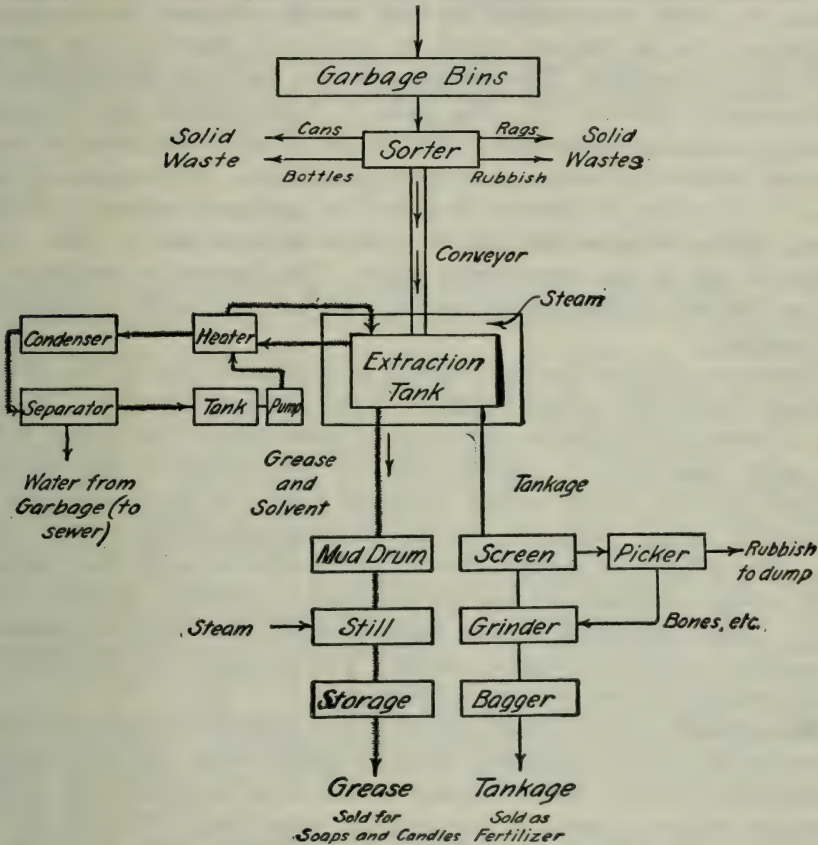 Garbage Bins
Solid
Waste
Cans
Bottles
Sorter
Rags
Rubbish
Solid
Wastes
Conveyor
Steam
Condenser
Heater
Extraction
Tank
Separator
Tank
Pump
Water from
Garbage (to
sewer)
Grease
and
Solvent
Tankage
Mud Drum
Screen
Picker
Rubbish
to dump
Steam
Still
Grinder
Bones, etc.
Storage
Bagger
Grease
Sold for
Soaps and Candles
Tankage
Sold as
Fertilizer